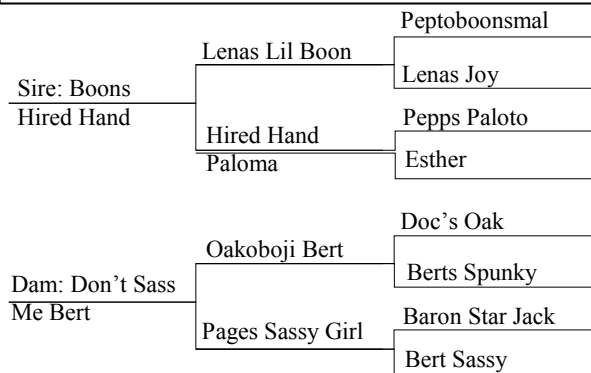 Peptoboonsmal
Lenas Lil Boon
Lenas Joy
Sire: Boons
Hired Hand
Pepps Paloto
Hired Hand
Paloma
Esther
Doc's Oak
Oakoboji Bert
Berts Spunky
Dam: Don't Sass
Me Bert
Baron Star Jack
Pages Sassy Girl
Bert Sassy